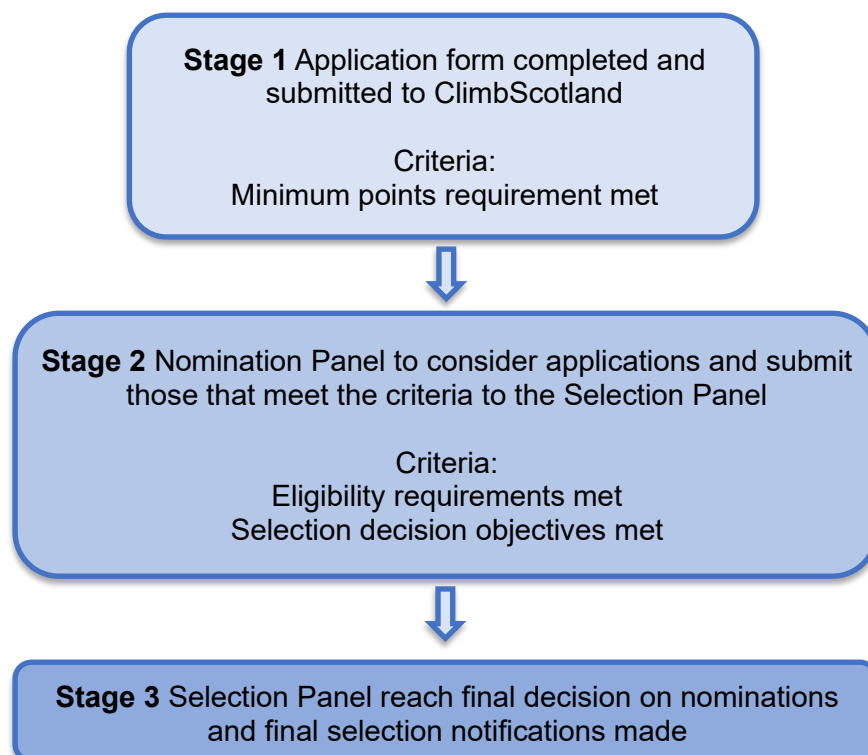 Stage 1 Application form completed and
submitted to ClimbScotland
Criteria:
Minimum points requirement met
Stage 2 Nomination Panel to consider applications and submit
those that meet the criteria to the Selection Panel
Criteria:
Eligibility requirements met
Selection decision objectives met
Stage 3 Selection Panel reach final decision on nominations
and final selection notifications made